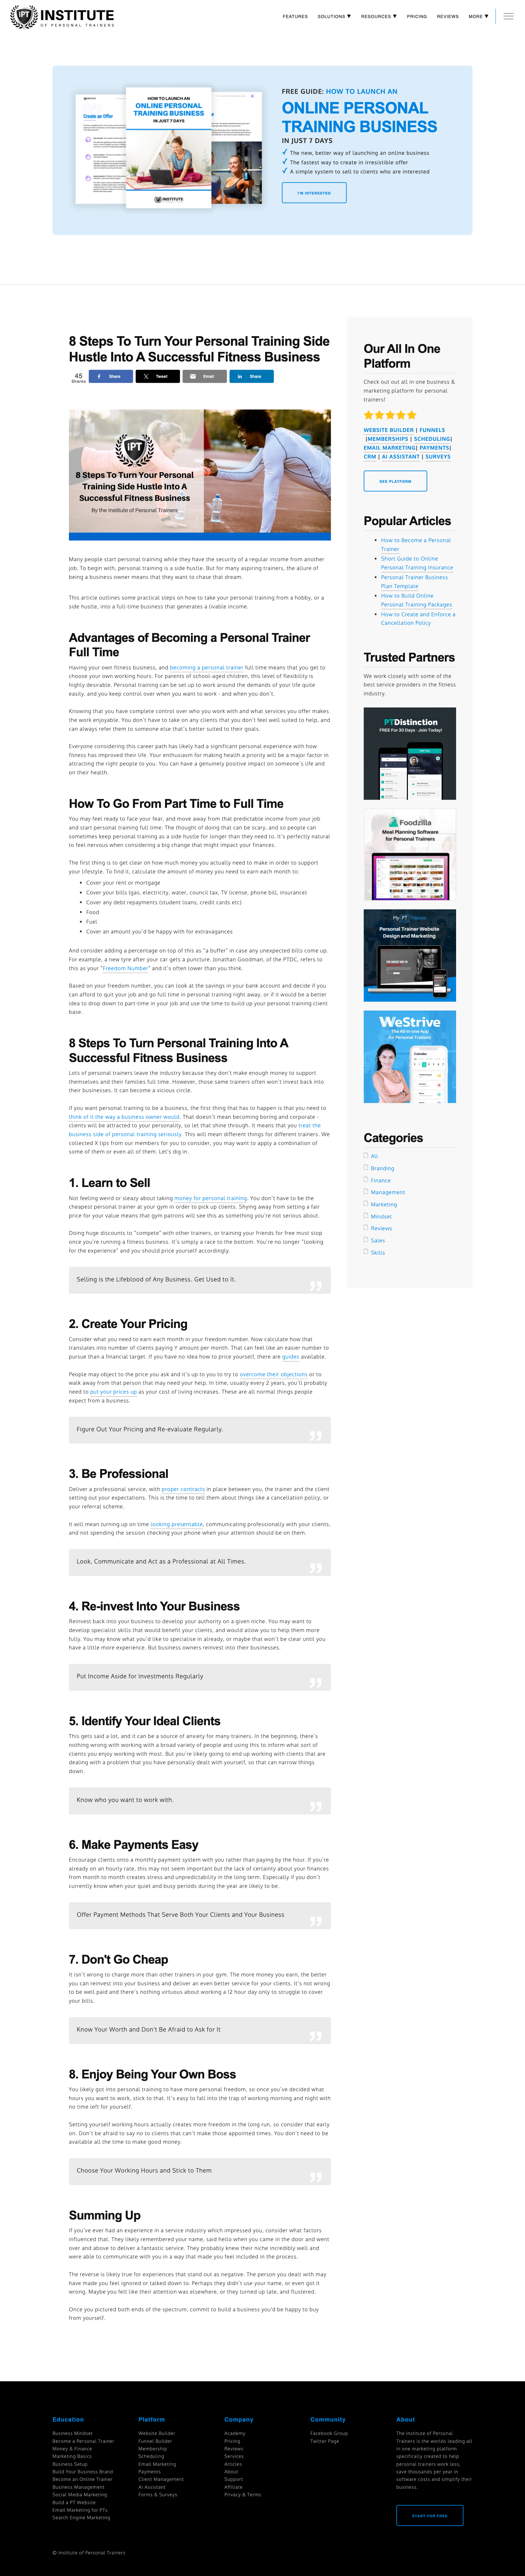 IPT INSTITUTE
OF PERSONAL TRAINERS
FEATURES SOLUTIONS RESOURCES PRICING REVIEWS MORE
Create an Offer
HOW TO LAUNCH AN
ONLINE PERSONAL
TRAINING BUSINESS
IN JUST 7 DAYS
INSTITUTE
FREE GUIDE: HOW TO LAUNCH AN
ONLINE PERSONAL
TRAINING BUSINESS
IN JUST 7 DAYS
The new, better way of launching an online business
The fastest way to create in irresistible offer
A simple system to sell to clients who are interested
I'M INTERESTED
8 Steps To Turn Your Personal Training Side
Hustle Into A Successful Fitness Business
45
Shares
Share
Tweet
Email
Share
IPT
8 Steps To Turn Your Personal
Training Side Hustle Into A
Successful Fitness Business
By the Institute of Personal Trainers
Many people start personal training while they have the security of a regular income from another
job. To begin with, personal training is often a side hustle. But for many aspiring trainers, the allure of
being a business owner full time is the main aim.
This article outlines some practical steps on how to take your personal training from a hobby, or a
side hustle, into a full-time business that generates a livable income.
Advantages of Becoming a Personal Trainer
Full Time
Having your own fitness business, and becoming a personal trainer full time means that you get to
choose your own working hours. For parents of school-aged children, this level of flexibility is
highly desirable. Personal training can be set up to work around the demands of your life quite
easily, and you keep control over when you want to work - and when you don't.
Knowing that you have complete control over who you work with and what services you offer makes
the work enjoyable. You don't have to take on any clients that you don't feel well suited to help, and
can always refer them to someone else that's better suited to their goals.
Everyone considering this career path has likely had a significant personal experience with how
fitness has improved their life. Your enthusiasm for making health a priority will be a major factor in
attracting the right people to you. You can have a genuinely positive impact on someone's life and
on their health.
How To Go From Part Time to Full Time
You may feel ready to face your fear, and move away from that predictable income from your job
and start personal training full time. The thought of doing that can be scary, and so people can
sometimes keep personal training as a side hustle for longer than they need to. It's perfectly natural
to feel nervous when considering a big change that might impact your finances.
The first thing is to get clear on how much money you actually need to make in order to support
your lifestyle. To find it, calculate the amount of money you need to earn each month to:
Cover your rent or mortgage
Cover your bills (gas, electricity, water, council tax, TV license, phone bill, insurance)
Cover any debt repayments (student loans, credit cards etc)
Food
Fuel
Cover an amount you'd be happy with for extravagances
And consider adding a percentage on top of this as "a buffer" in case any unexpected bills come up.
For example, a new tyre after your car gets a puncture. Jonathan Goodman, of the PTDC, refers to
this as your "Freedom Number" and it's often lower than you think.
Based on your freedom number, you can look at the savings in your bank account and decide if you
can afford to quit your job and go full time in personal training right away, or if it would be a better
idea to drop down to part-time in your job and use the time to build up your personal training client
base.
8 Steps To Turn Personal Training Into A
Successful Fitness Business
Lots of personal trainers leave the industry because they don't make enough money to support
themselves and their families full time. However, those same trainers often won't invest back into
their business. It can become a vicious circle.
If you want personal training to be a business, the first thing that has to happen is that you need to
think of it the way a business owner would. That doesn't mean becoming boring and corporate -
clients will be attracted to your personality, so let that shine through. It means that you treat the
business side of personal training seriously. This will mean different things for different trainers. We
collected X tips from our members for you to consider, you may want to apply a combination of
some of them or even all of them. Let's dig in.
1. Learn to Sell
Not feeling weird or sleazy about taking money for personal training. You don't have to be the
cheapest personal trainer at your gym in order to pick up clients. Shying away from setting a fair
price for your value means that gym patrons will see this as something you're not serious about.
Doing huge discounts to "compete" with other trainers, or training your friends for free must stop once
you're running a fitness business. It's simply a race to the bottom. You're no longer "looking
for the experience" and you should price yourself accordingly.
Selling is the Lifeblood of Any Business. Get Used to It.
2. Create Your Pricing
Consider what you need to earn each month in your freedom number. Now calculate how that
translates into number of clients paying Y amount per month. That can feel like an easier number to
pursue than a financial target. If you have no idea how to price yourself, there are guides available.
People may object to the price you ask and it's up to you to try to overcome their objections or to
walk away from that person that may need your help. In time, usually every 2 years, you'll probably
need to put your prices up as your cost of living increases. These are all normal things people
expect from a business.
Figure Out Your Pricing and Re-evaluate Regularly.
3. Be Professional
Deliver a professional service, with proper contracts in place between you, the trainer and the client
setting out your expectations. This is the time to tell them about things like a cancellation policy, or
your referral scheme.
It will mean turning up on time looking presentable, communicating professionally with your clients,
and not spending the session checking your phone when your attention should be on them.
Look, Communicate and Act as a Professional at All Times.
4. Re-invest Into Your Business
Reinvest back into your business to develop your authority on a given niche. You may want to
develop specialist skills that would benefit your clients, and would allow you to help them more
fully. You may know what you'd like to specialise in already, or maybe that won't be clear until you
have a little more experience. But business owners reinvest into their businesses.
Put Income Aside for Investments Regularly
5. Identify Your Ideal Clients
This gets said a lot, and it can be a source of anxiety for many trainers. In the beginning, there's
nothing wrong with working with a broad variety of people and using this to inform what sort of
clients you enjoy working with most. But you're likely going to end up working with clients that are
dealing with a problem that you have personally dealt with yourself, so that can narrow things
down.
Know who you want to work with.
6. Make Payments Easy
Encourage clients onto a monthly payment system with you rather than paying by the hour. If you're
already on an hourly rate, this may not seem important but the lack of certainty about your finances
from month to month creates stress and unpredictability in the long term. Especially if you don't
currently know when your quiet and busy periods during the year are likely to be.
Offer Payment Methods That Serve Both Your Clients and Your Business
7. Don't Go Cheap
It isn't wrong to charge more than other trainers in your gym. The more money you earn, the better
you can reinvest into your business and deliver an even better service for your clients. It's not wrong
to be well paid and there's nothing virtuous about working a 12 hour day only to struggle to cover
your bills.
Know Your Worth and Don't Be Afraid to Ask for It
8. Enjoy Being Your Own Boss
You likely got into personal training to have more personal freedom, so once you've decided what
hours you want to work, stick to that. It's easy to fall into the trap of working morning and night with
no time left for yourself.
Setting yourself working hours actually creates more freedom in the long run, so consider that early
on. Don't be afraid to say no to clients that can't make those appointed times. You don't need to be
available all the time to make good money.
Choose Your Working Hours and Stick to Them
Summing Up
If you've ever had an experience in a service industry which impressed you, consider what factors
influenced that. They likely remembered your name, said hello when you came in the door and went
over and above to deliver a fantastic service. They probably knew their niche incredibly well and
were able to communicate with you in a way that made you feel included in the process.
The reverse is likely true for experiences that stand out as negative. The person you dealt with may
have made you feel ignored or talked down to. Perhaps they didn't use your name, or even got it
wrong. Maybe you felt like their attention was elsewhere, or they turned up late, and flustered.
Once you pictured both ends of the spectrum, commit to build a business you'd be happy to buy
from yourself.
Our All In One
Platform
Check out out all in one business &
marketing platform for personal
trainers!
WEBSITE BUILDER | FUNNELS
|MEMBERSHIPS | SCHEDULING|
EMAIL MARKETING| PAYMENTS|
CRM | AI ASSISTANT | SURVEYS
SEE PLATFORM
Popular Articles
How to Become a Personal
Trainer
Short Guide to Online
Personal Training Insurance
Personal Trainer Business
Plan Template
How to Build Online
Personal Training Packages
How to Create and Enforce a
Cancellation Policy
Trusted Partners
We work closely with some of the
best service providers in the fitness
industry.
PTDistinction
FREE For 30 Days - Join Today!
Foodzilla
Meal Planning Software
for Personal Trainers
My PT Website
Personal Trainer Website
Design and Marketing
WeStrive
The All-in-one App
for Personal Trainers
Calendar
Categories
All
Branding
Finance
Management
Marketing
Mindset
Reviews
Sales
Skills
Education
Business Mindset
Become a Personal Trainer
Money & Finance
Marketing Basics
Business Setup
Build Your Business Brand
Become an Online Trainer
Business Management
Social Media Marketing
Build a PT Website
Email Marketing for PTs
Search Engine Marketing
Platform
Website Builder
Funnel Builder
Membership
Scheduling
Email Marketing
Payments
Client Management
AI Assistant
Forms & Surveys
Company
Academy
Pricing
Reviews
Services
Articles
About
Support
Affiliate
Privacy & Terms
Community
Facebook Group
Twitter Page
About
The Institute of Personal
Trainers is the worlds leading all
in one marketing platform
specifically created to help
personal trainers work less,
save thousands per year in
software costs and simplify their
business.
START FOR FREE
© Institute of Personal Trainers